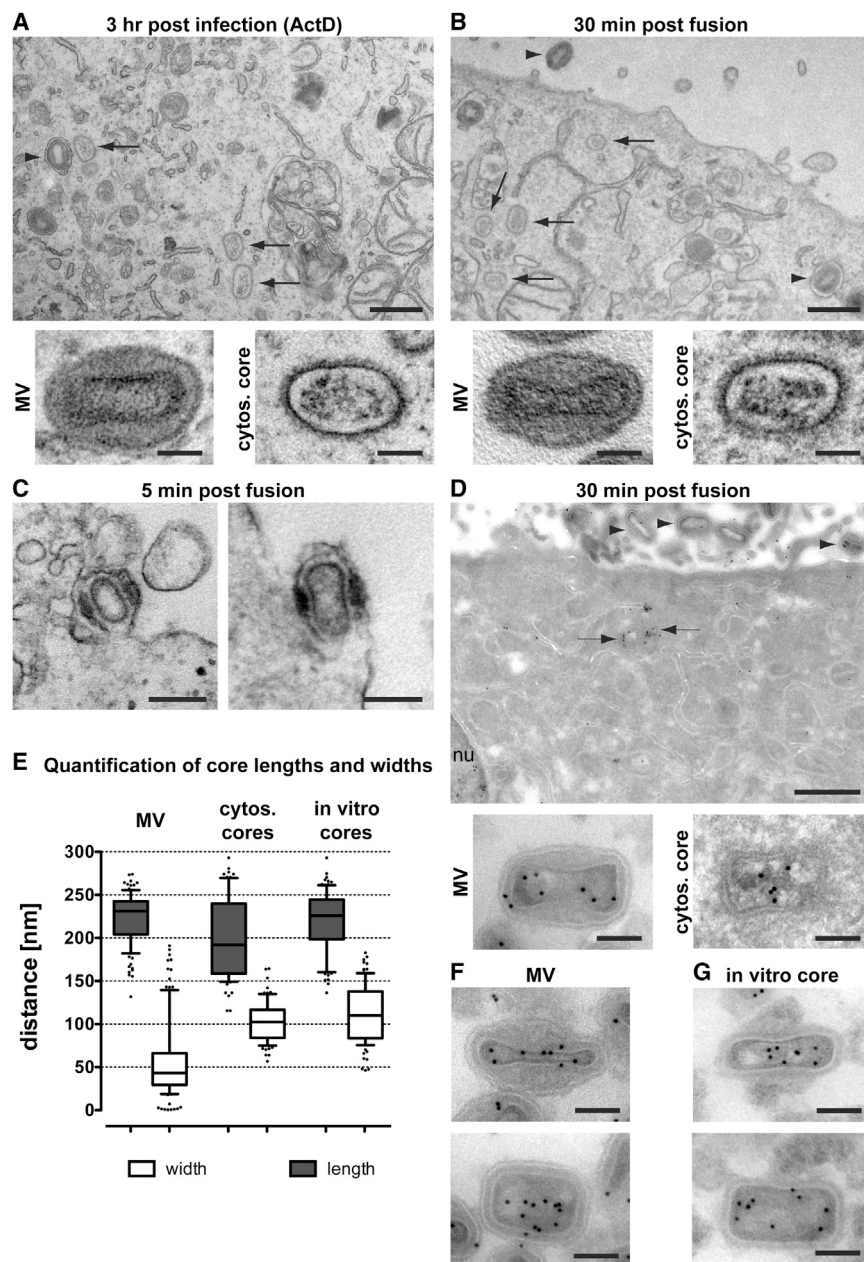 A
3 hr post infection (ActD)
B
30 min post fusion
MV
cytos. core
MV
cytos. core
C
5 min post fusion
D
30 min post fusion
nu
MV
cytos. core
E
Quantification of core lengths and widths
MV
cytos. cores
in vitro cores
distance [nm]
300
250
200
150
100
50
0
width
length
F
MV
G
in vitro core